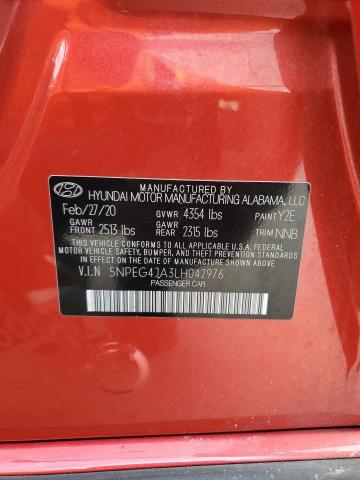 MANUFACTURED BY
HYUNDAI MOTOR MANUFACTURING ALABAMA, LLC
Feb/27/20 GVWR 4354 lbs PAINT Y2E
GAWR FRONT 2513 lbs GAWR REAR 2315 lbs TRIM NNB
THIS VEHICLE CONFORMS TO ALL APPLICABLE U.S. FEDERAL
MOTOR VEHICLE SAFETY, BUMPER, AND THEFT PREVENTION
STANDARDS IN EFFECT ON THE DATE OF MANUFACTURE SHOWN ABOVE.
V.I.N 5NPEG4JA3LH042976
PASSENGER CAR